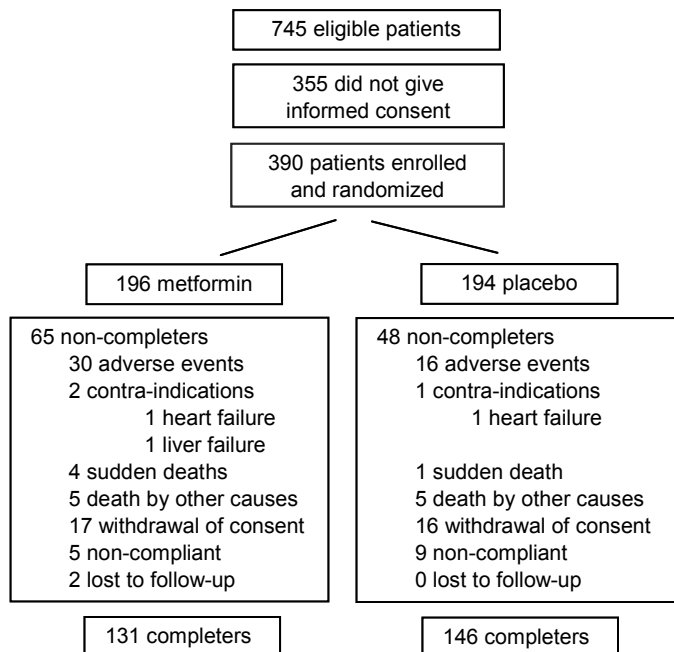 745 eligible patients
355 did not give
informed consent
390 patients enrolled
and randomized
196 metformin
65 non-completers
30 adverse events
2 contra-indications
1 heart failure
1 liver failure
4 sudden deaths
5 death by other causes
17 withdrawal of consent
5 non-compliant
2 lost to follow-up
131 completers
194 placebo
48 non-completers
16 adverse events
1 contra-indications
1 heart failure
1 sudden death
5 death by other causes
16 withdrawal of consent
9 non-compliant
0 lost to follow-up
146 completers